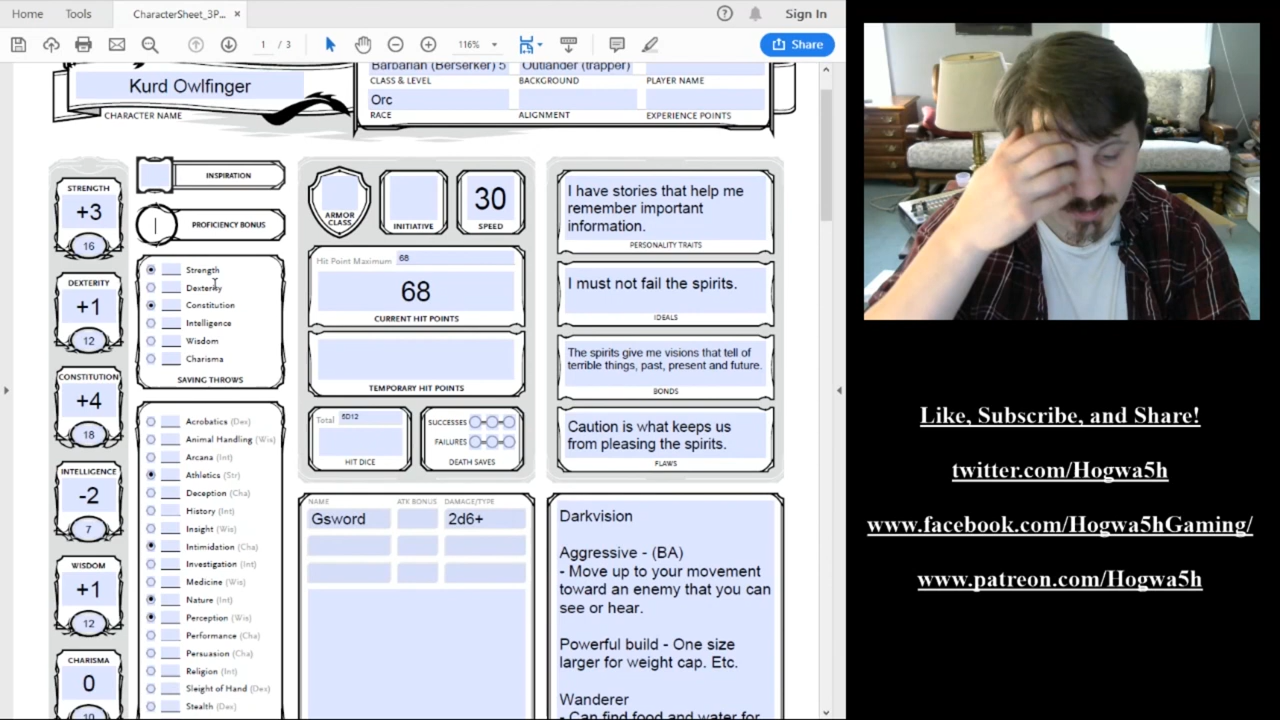 Home Tools CharacterSheet_3P... × Sign In
1 / 3 116% Share
Kurd Owlfinger
CHARACTER NAME
Barbarian (Berserker) 5 Outlander (trapper)
CLASS & LEVEL BACKGROUND PLAYER NAME
Orc
RACE ALIGNMENT EXPERIENCE POINTS
STRENGTH
+3
16
DEXTERITY
+1
12
CONSTITUTION
+4
18
INTELLIGENCE
-2
7
WISDOM
+1
12
CHARISMA
0
10
INSPIRATION
PROFICIENCY BONUS
Strength
Dexterity
Constitution
Intelligence
Wisdom
Charisma
SAVING THROWS
Acrobatics (Dex)
Animal Handling (Wis)
Arcana (Int)
Athletics (Str)
Deception (Cha)
History (Int)
Insight (Wis)
Intimidation (Cha)
Investigation (Int)
Medicine (Wis)
Nature (Int)
Perception (Wis)
Performance (Cha)
Persuasion (Cha)
Religion (Int)
Sleight of Hand (Dex)
Stealth (Dex)
ARMOR
CLASS
INITIATIVE
30
SPEED
Hit Point Maximum 68
68
CURRENT HIT POINTS
TEMPORARY HIT POINTS
Total 5D12
HIT DICE
SUCCESSES
FAILURES
DEATH SAVES
NAME ATK BONUS DAMAGE/TYPE
Gsword 2d6+
I have stories that help me
remember important
information.
PERSONALITY TRAITS
I must not fail the spirits.
IDEALS
The spirits give me visions that tell of
terrible things, past, present and future.
BONDS
Caution is what keeps us
from pleasing the spirits.
FLAWS
Darkvision
Aggressive - (BA)
- Move up to your movement
toward an enemy that you can
see or hear.
Powerful build - One size
larger for weight cap. Etc.
Wanderer
- Can find food and water for
Like, Subscribe, and Share!
twitter.com/Hogwa5h
www.facebook.com/Hogwa5hGaming/
www.patreon.com/Hogwa5h